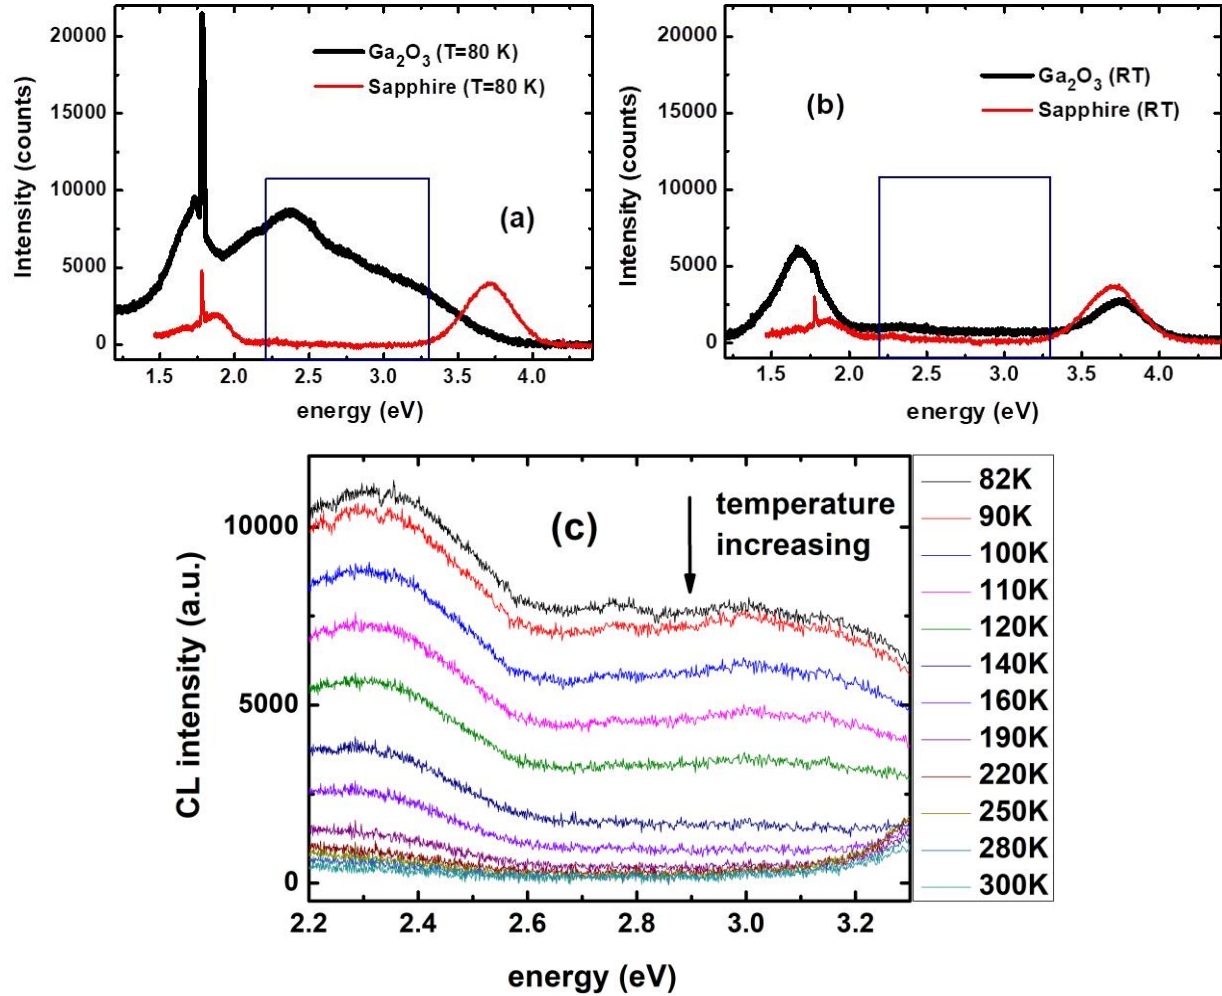 20000
15000
10000
5000
0
Intensity (counts)
Ga₂O₃ (T=80 K)
Sapphire (T=80 K)
(a)
1.5 2.0 2.5 3.0 3.5 4.0
energy (eV)
20000
15000
10000
5000
0
Intensity (counts)
Ga₂O₃ (RT)
Sapphire (RT)
(b)
1.5 2.0 2.5 3.0 3.5 4.0
energy (eV)
10000
5000
0
CL intensity (a.u.)
(c)
temperature
increasing
2.2 2.4 2.6 2.8 3.0 3.2
energy (eV)
82K
90K
100K
110K
120K
140K
160K
190K
220K
250K
280K
300K